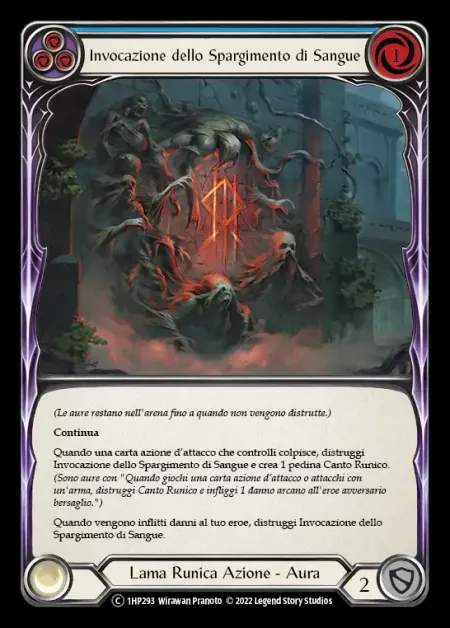 Invocazione dello Spargimento di Sangue
1
(Le aure restano nell'arena fino a quando non vengono distrutte.)
Continua
Quando una carta azione d'attacco che controlli colpisce, distruggi
Invocazione dello Spargimento di Sangue e crea 1 pedina Canto Runico.
(Sono aure con "Quando giochi una carta azione d'attacco o attacchi con
un'arma, distruggi Canto Runico e infliggi 1 danno arcano all'eroe avversario
bersaglio.")
Quando vengono inflitti danni al tuo eroe, distruggi Invocazione dello
Spargimento di Sangue.
Lama Runica Azione - Aura
2
C 1HP293 Wirawan Pranoto © 2022 Legend Story Studios